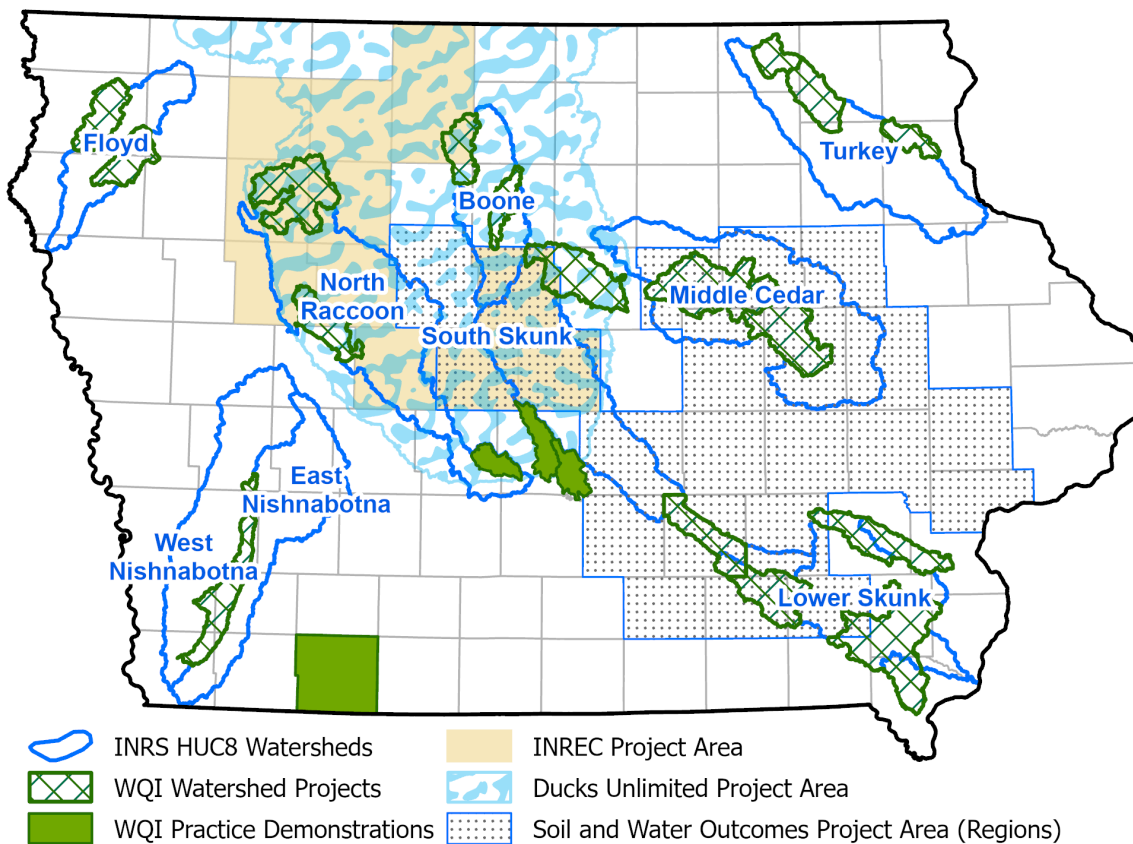 Floyd
Turkey
Boone
North
Raccoon
Middle Cedar
South Skunk
East
Nishnabotna
West
Nishnabotna
Lower Skunk
INRS HUC8 Watersheds
WQI Watershed Projects
WQI Practice Demonstrations
INREC Project Area
Ducks Unlimited Project Area
Soil and Water Outcomes Project Area (Regions)